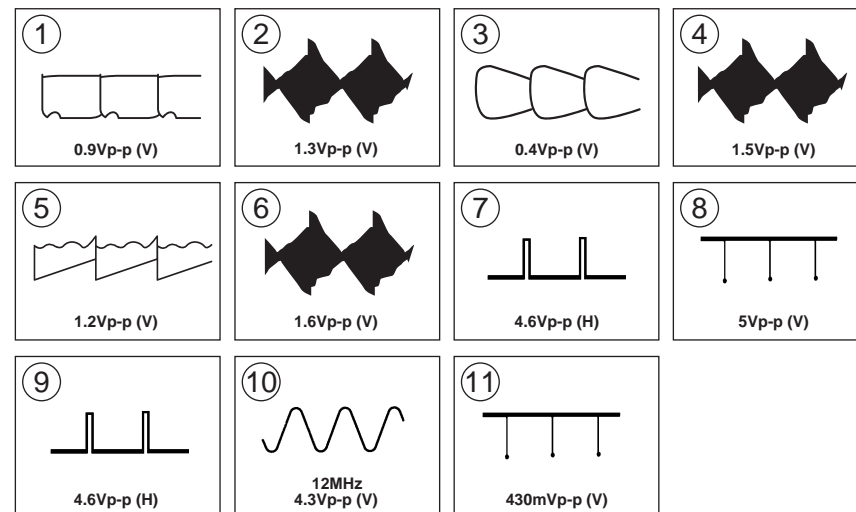 1
0.9Vp-p (V)
2
1.3Vp-p (V)
3
0.4Vp-p (V)
4
1.5Vp-p (V)
5
1.2Vp-p (V)
6
1.6Vp-p (V)
7
4.6Vp-p (H)
8
5Vp-p (V)
9
4.6Vp-p (H)
10
12MHz
4.3Vp-p (V)
11
430mVp-p (V)